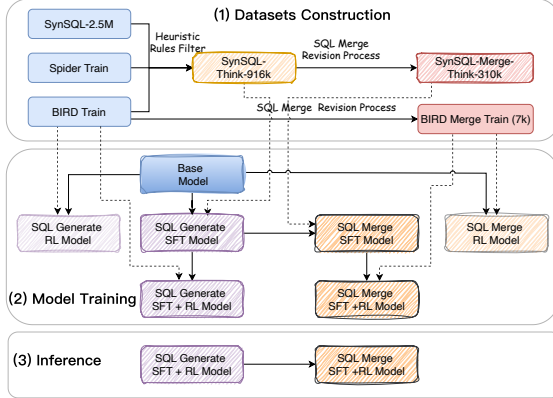 (1) Datasets Construction
SynSQL-2.5M
Heuristic
Rules Filter
Spider Train
SynSQL-
Think-916k
SQL Merge
Revision Process
SynSQL-Merge-
Think-310k
BIRD Train
SQL Merge Revision Process
BIRD Merge Train (7k)
Base
Model
SQL Generate
RL Model
SQL Generate
SFT Model
SQL Merge
SFT Model
SQL Merge
RL Model
(2) Model Training
SQL Generate
SFT + RL Model
SQL Merge
SFT +RL Model
(3) Inference
SQL Generate
SFT + RL Model
SQL Merge
SFT +RL Model